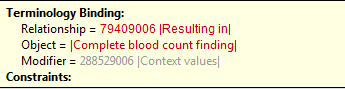 Terminology Binding:
Relationship = 79409006 |Resulting in|
Object = |Complete blood count finding|
Modifier = 288529006 |Context values|
Constraints: